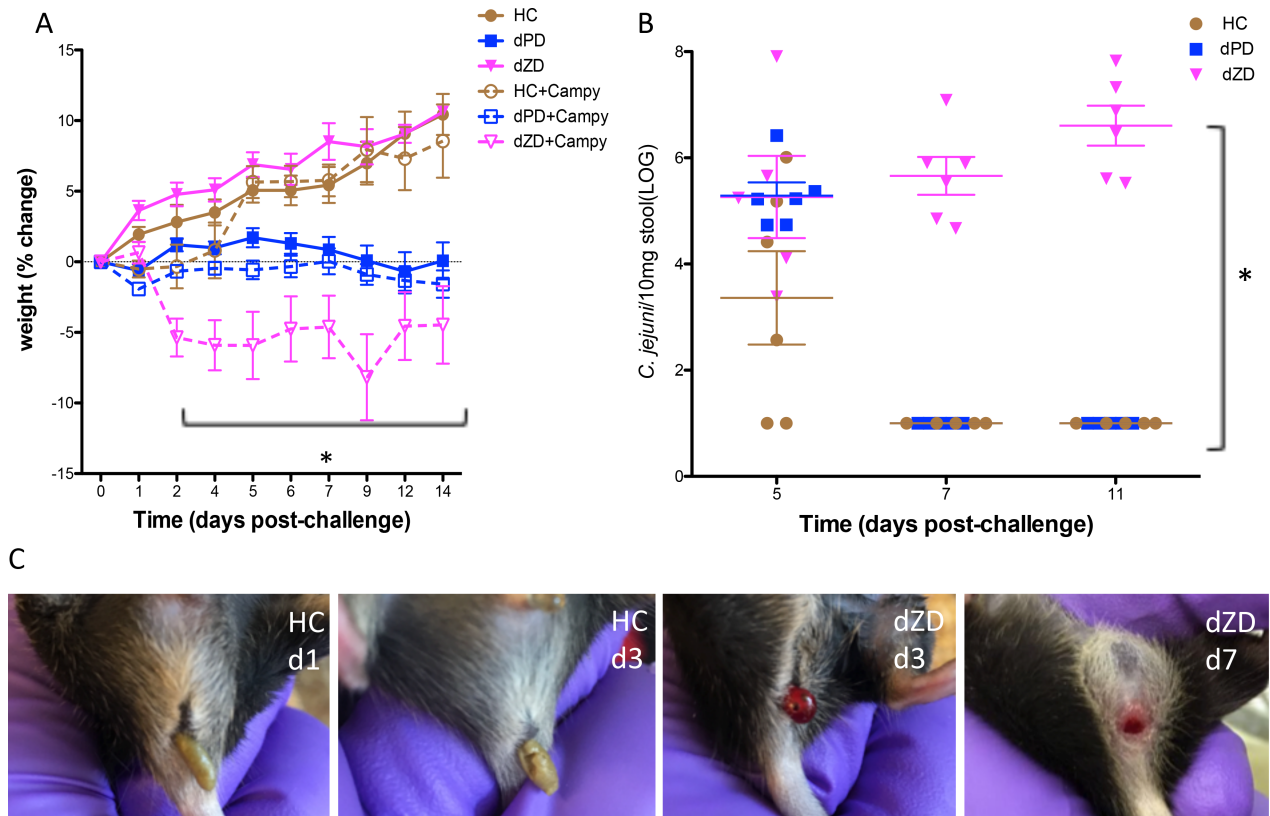 A
HC
dPD
dZD
HC+Campy
dPD+Campy
dZD+Campy
15
10
5
0
-5
-10
-15
weight (% change)
*
0 1 2 4 5 6 7 9 12 14
Time (days post-challenge)
B
HC
dPD
dZD
8
6
4
2
0
C. jejuni/10mg stool(LOG)
*
5 7 11
Time (days post-challenge)
C
HC
d1
HC
d3
dZD
d3
dZD
d7